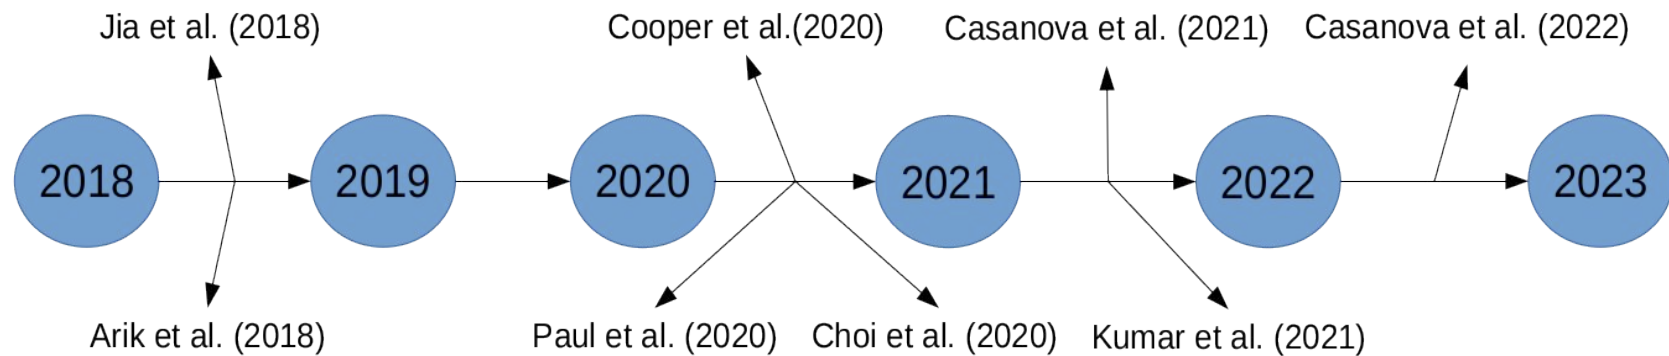 Jia et al. (2018)
Cooper et al.(2020)
Casanova et al. (2021)
Casanova et al. (2022)
2018
2019
2020
2021
2022
2023
Arik et al. (2018)
Paul et al. (2020)
Choi et al. (2020)
Kumar et al. (2021)